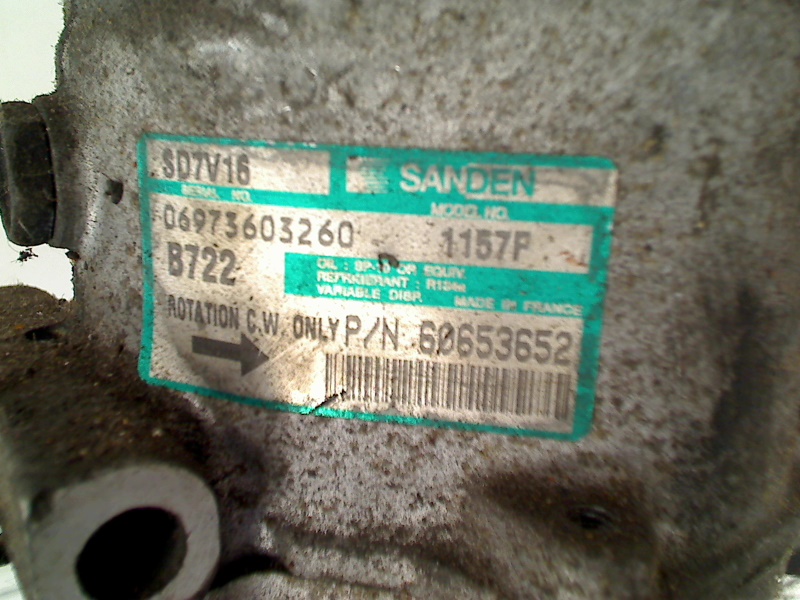 SD7V16
SANDEN
SERIAL NO.
MODEL NO.
06973603260
1157F
B722
OIL : SP-10 OR EQUIV.
REFRIGERANT : R134a
VARIABLE DISP.
MADE IN FRANCE
ROTATION C.W. ONLY
P/N 60653652